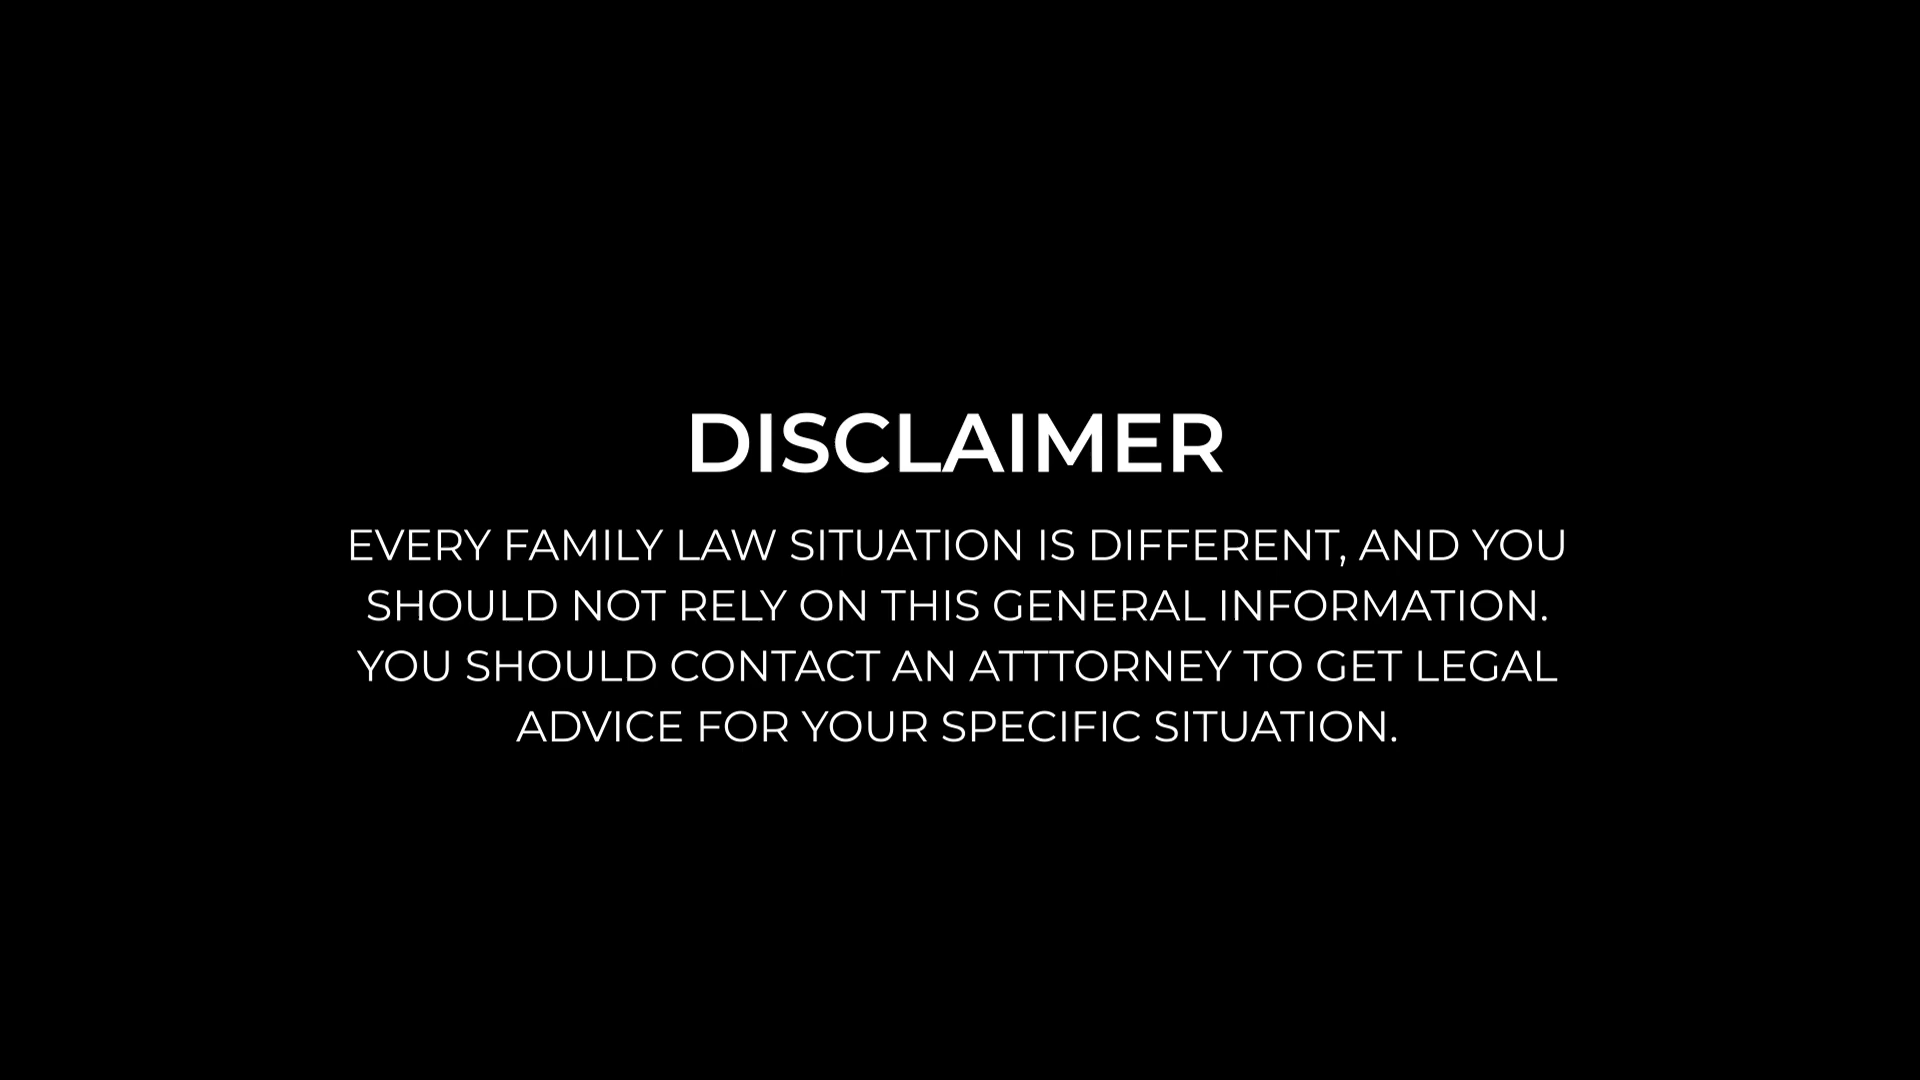 DISCLAIMER
EVERY FAMILY LAW SITUATION IS DIFFERENT, AND YOU
SHOULD NOT RELY ON THIS GENERAL INFORMATION.
YOU SHOULD CONTACT AN ATTTORNEY TO GET LEGAL
ADVICE FOR YOUR SPECIFIC SITUATION.